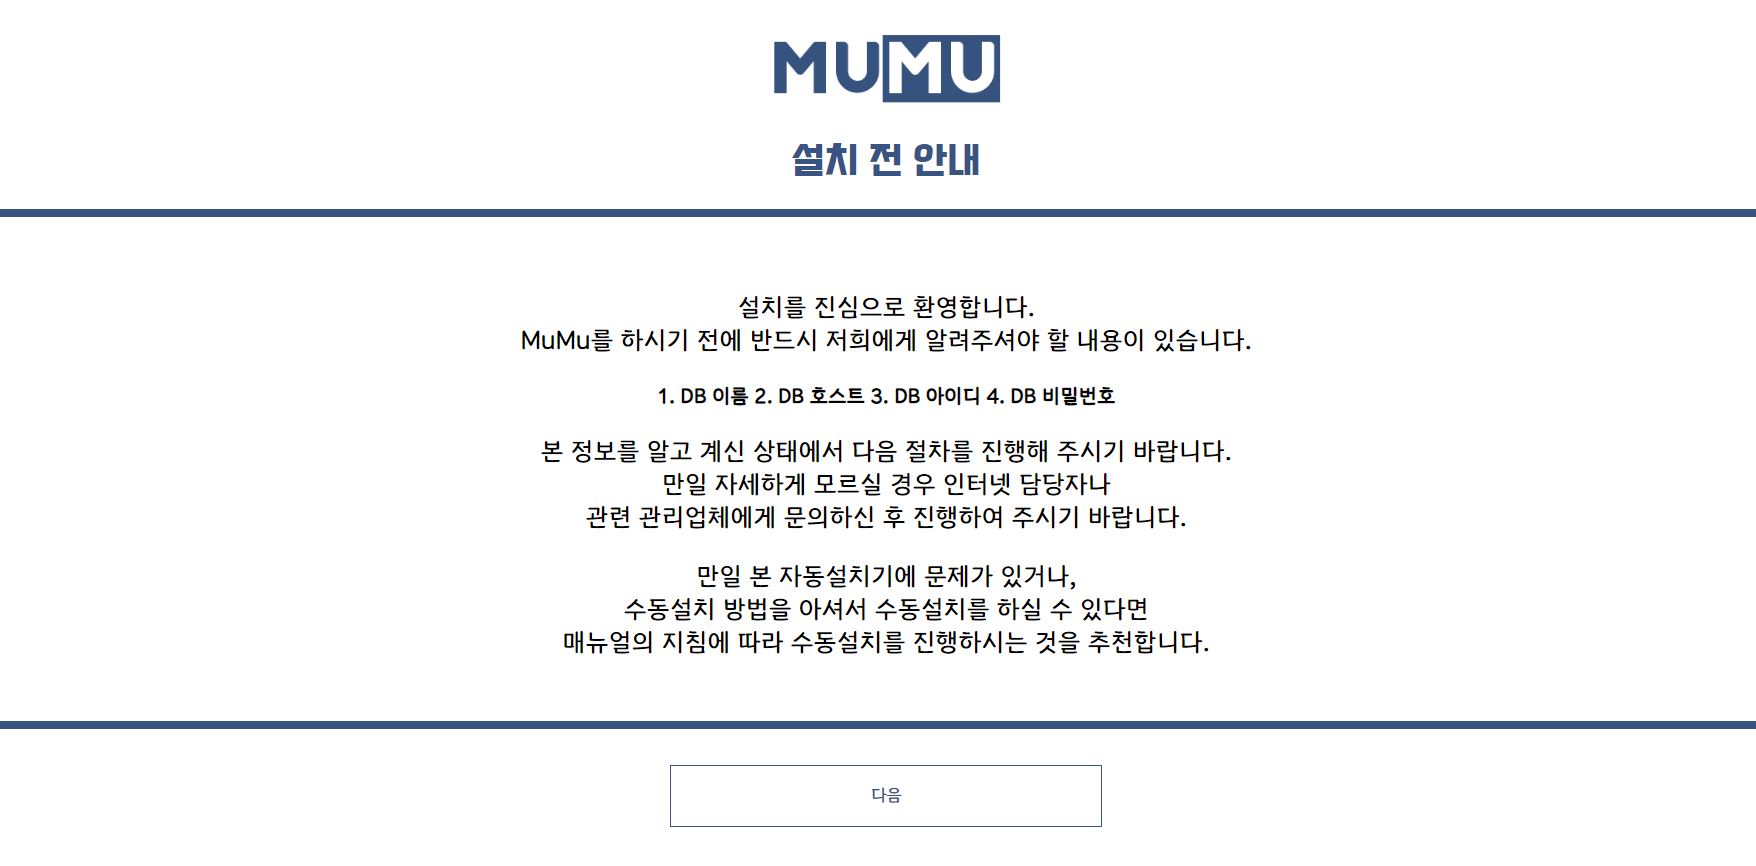 MUMU
설치 전 안내
설치를 진심으로 환영합니다.
MuMu를 하시기 전에 반드시 저희에게 알려주셔야 할 내용이 있습니다.
1. DB 이름 2. DB 호스트 3. DB 아이디 4. DB 비밀번호
본 정보를 알고 계신 상태에서 다음 절차를 진행해 주시기 바랍니다.
만일 자세하게 모르실 경우 인터넷 담당자나
관련 관리업체에게 문의하신 후 진행하여 주시기 바랍니다.
만일 본 자동설치기에 문제가 있거나,
수동설치 방법을 아셔서 수동설치를 하실 수 있다면
매뉴얼의 지침에 따라 수동설치를 진행하시는 것을 추천합니다.
다음